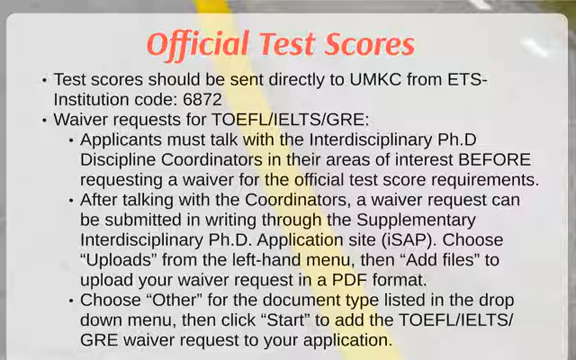 Official Test Scores
• Test scores should be sent directly to UMKC from ETS-
Institution code: 6872
• Waiver requests for TOEFL/IELTS/GRE:
• Applicants must talk with the Interdisciplinary Ph.D
Discipline Coordinators in their areas of interest BEFORE
requesting a waiver for the official test score requirements.
• After talking with the Coordinators, a waiver request can
be submitted in writing through the Supplementary
Interdisciplinary Ph.D. Application site (iSAP). Choose
“Uploads” from the left-hand menu, then “Add files” to
upload your waiver request in a PDF format.
• Choose “Other” for the document type listed in the drop
down menu, then click “Start” to add the TOEFL/IELTS/
GRE waiver request to your application.